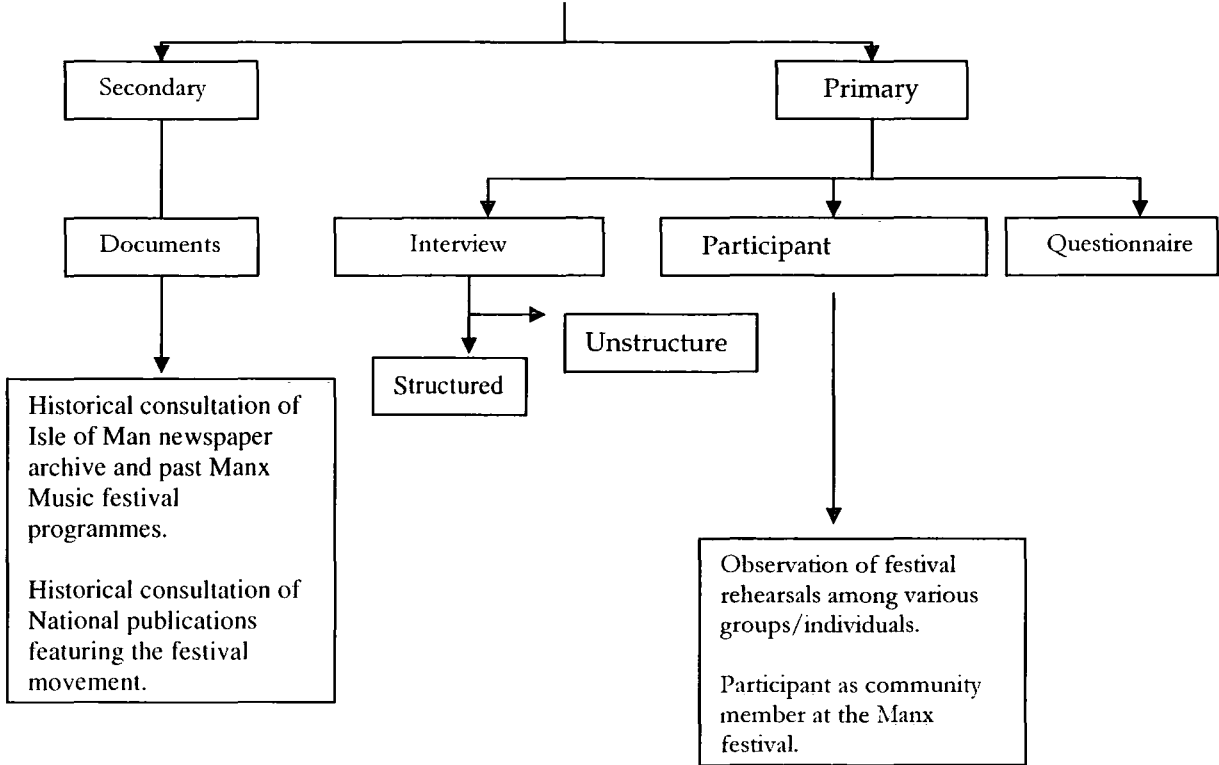 Secondary
Primary
Documents
Interview
Participant
Questionnaire
Unstructure
Structured
Historical consultation of
Isle of Man newspaper
archive and past Manx
Music festival
programmes.
Historical consultation of
National publications
featuring the festival
movement.
Observation of festival
rehearsals among various
groups/individuals.
Participant as community
member at the Manx
festival.